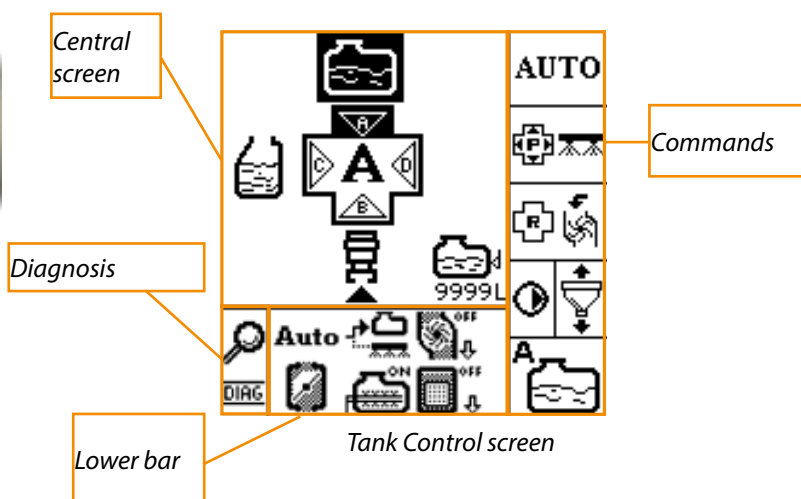 Central
screen
AUTO
A
C
A
D
P
Commands
B
R
Diagnosis
9999L
Auto
OFF
A
DIAG
ON
OFF
Tank Control screen
Lower bar